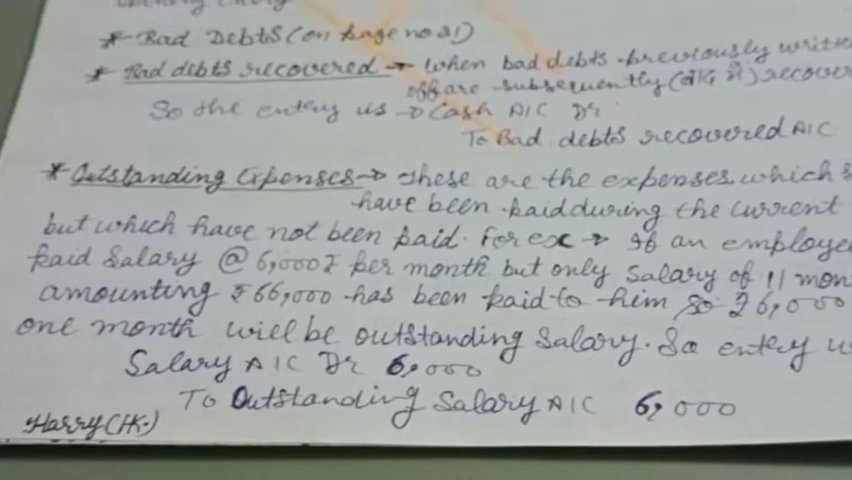 * Bad Debts (on page no 21)
* Bad debts recovered → When bad debts previously writte
off are subsequently (बाद में) recover
So the entry is → Cash A/C Dr
To Bad debts recovered A/C
* Outstanding Expenses → These are the expenses which s
have been paid during the current
but which have not been paid. For ex → If an employe
paid Salary @ 6,000₹ per month but only Salary of 11 mon
amounting ₹66,000 has been paid to him so ₹6,000
one month will be outstanding Salary. So entry w
Salary A/C Dr 6,000
To Outstanding Salary A/C 6,000
Harry(HK.)